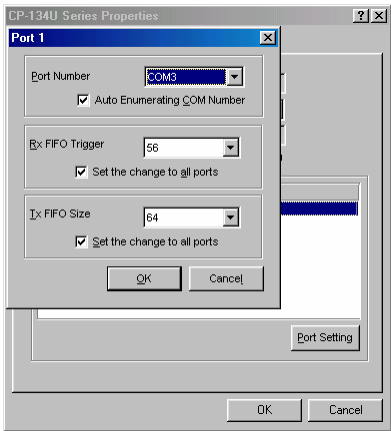 CP-134U Series Properties
Port 1
Port Number
COM3
Auto Enumerating COM Number
Rx FIFO Trigger
56
Set the change to all ports
Tx FIFO Size
64
Set the change to all ports
OK
Cancel
Port Setting
OK
Cancel